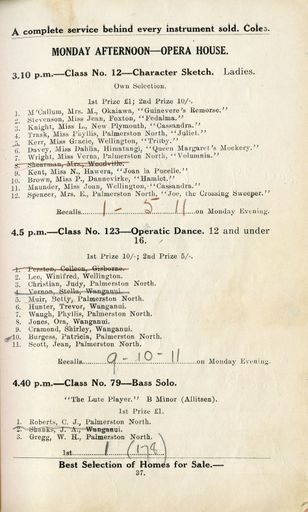 A complete service behind every instrument sold. Coles.
MONDAY AFTERNOON—OPERA HOUSE.
3.10 p.m.—Class No. 12—Character Sketch. Ladies.
Own Selection.
1st Prize £1; 2nd Prize 10/-.
1. M'Callum, Mrs. M., Okaiawa, "Guinevere's Remorse."
2. Stevenson, Miss Jean, Foxton, "Fedalma."
3. Knight, Miss L., New Plymouth, "Cassandra."
4. Trask, Miss Phyllis, Palmerston North, "Juliet."
5. Kerr, Miss Gracie, Wellington, "Trilby."
6. Davey, Miss Dahlia, Himatangi, "Queen Margaret's Mockery."
7. Wright, Miss Verna, Palmerston North, "Volumnia."
8. Shearman, Mrs., Woodville.
9. Kent, Miss N., Hawera, "Joan la Pucelle."
10. Brown, Miss P., Dannevirke, "Hamlet."
11. Maunder, Miss Joan, Wellington, "Cassandra."
12. Spencer, Mrs. E., Palmerston North, "Joe, the Crossing Sweeper."
Recalls 1 - 5 - 11 on Monday Evening.
4.5 p.m.—Class No. 123—Operatic Dance. 12 and under
16.
1st Prize 10/-; 2nd Prize 5/-.
1. Persten, Colleen, Gisborne.
2. Lee, Winifred, Wellington.
3. Christian, Judy, Palmerston North.
4. Vernon, Stella, Wanganui.
5. Muir, Betty, Palmerston North.
6. Hunter, Trevor, Wanganui.
7. Waugh, Phyllis, Palmerston North.
8. Jones, Orn, Wanganui.
9. Cramond, Shirley, Wanganui.
10. Burgess, Patricia, Palmerston North.
11. Scott, Jean, Palmerston North.
Recalls 9 - 10 - 11 on Monday Evening.
4.40 p.m.—Class No. 79—Bass Solo.
"The Lute Player." B Minor (Allitsen).
1st Prize £1.
1. Roberts, C. J., Palmerston North.
2. Shanks, J. A., Wanganui.
3. Gregg, W. H., Palmerston North.
1st 1 (178)
Best Selection of Homes for Sale.—
37.